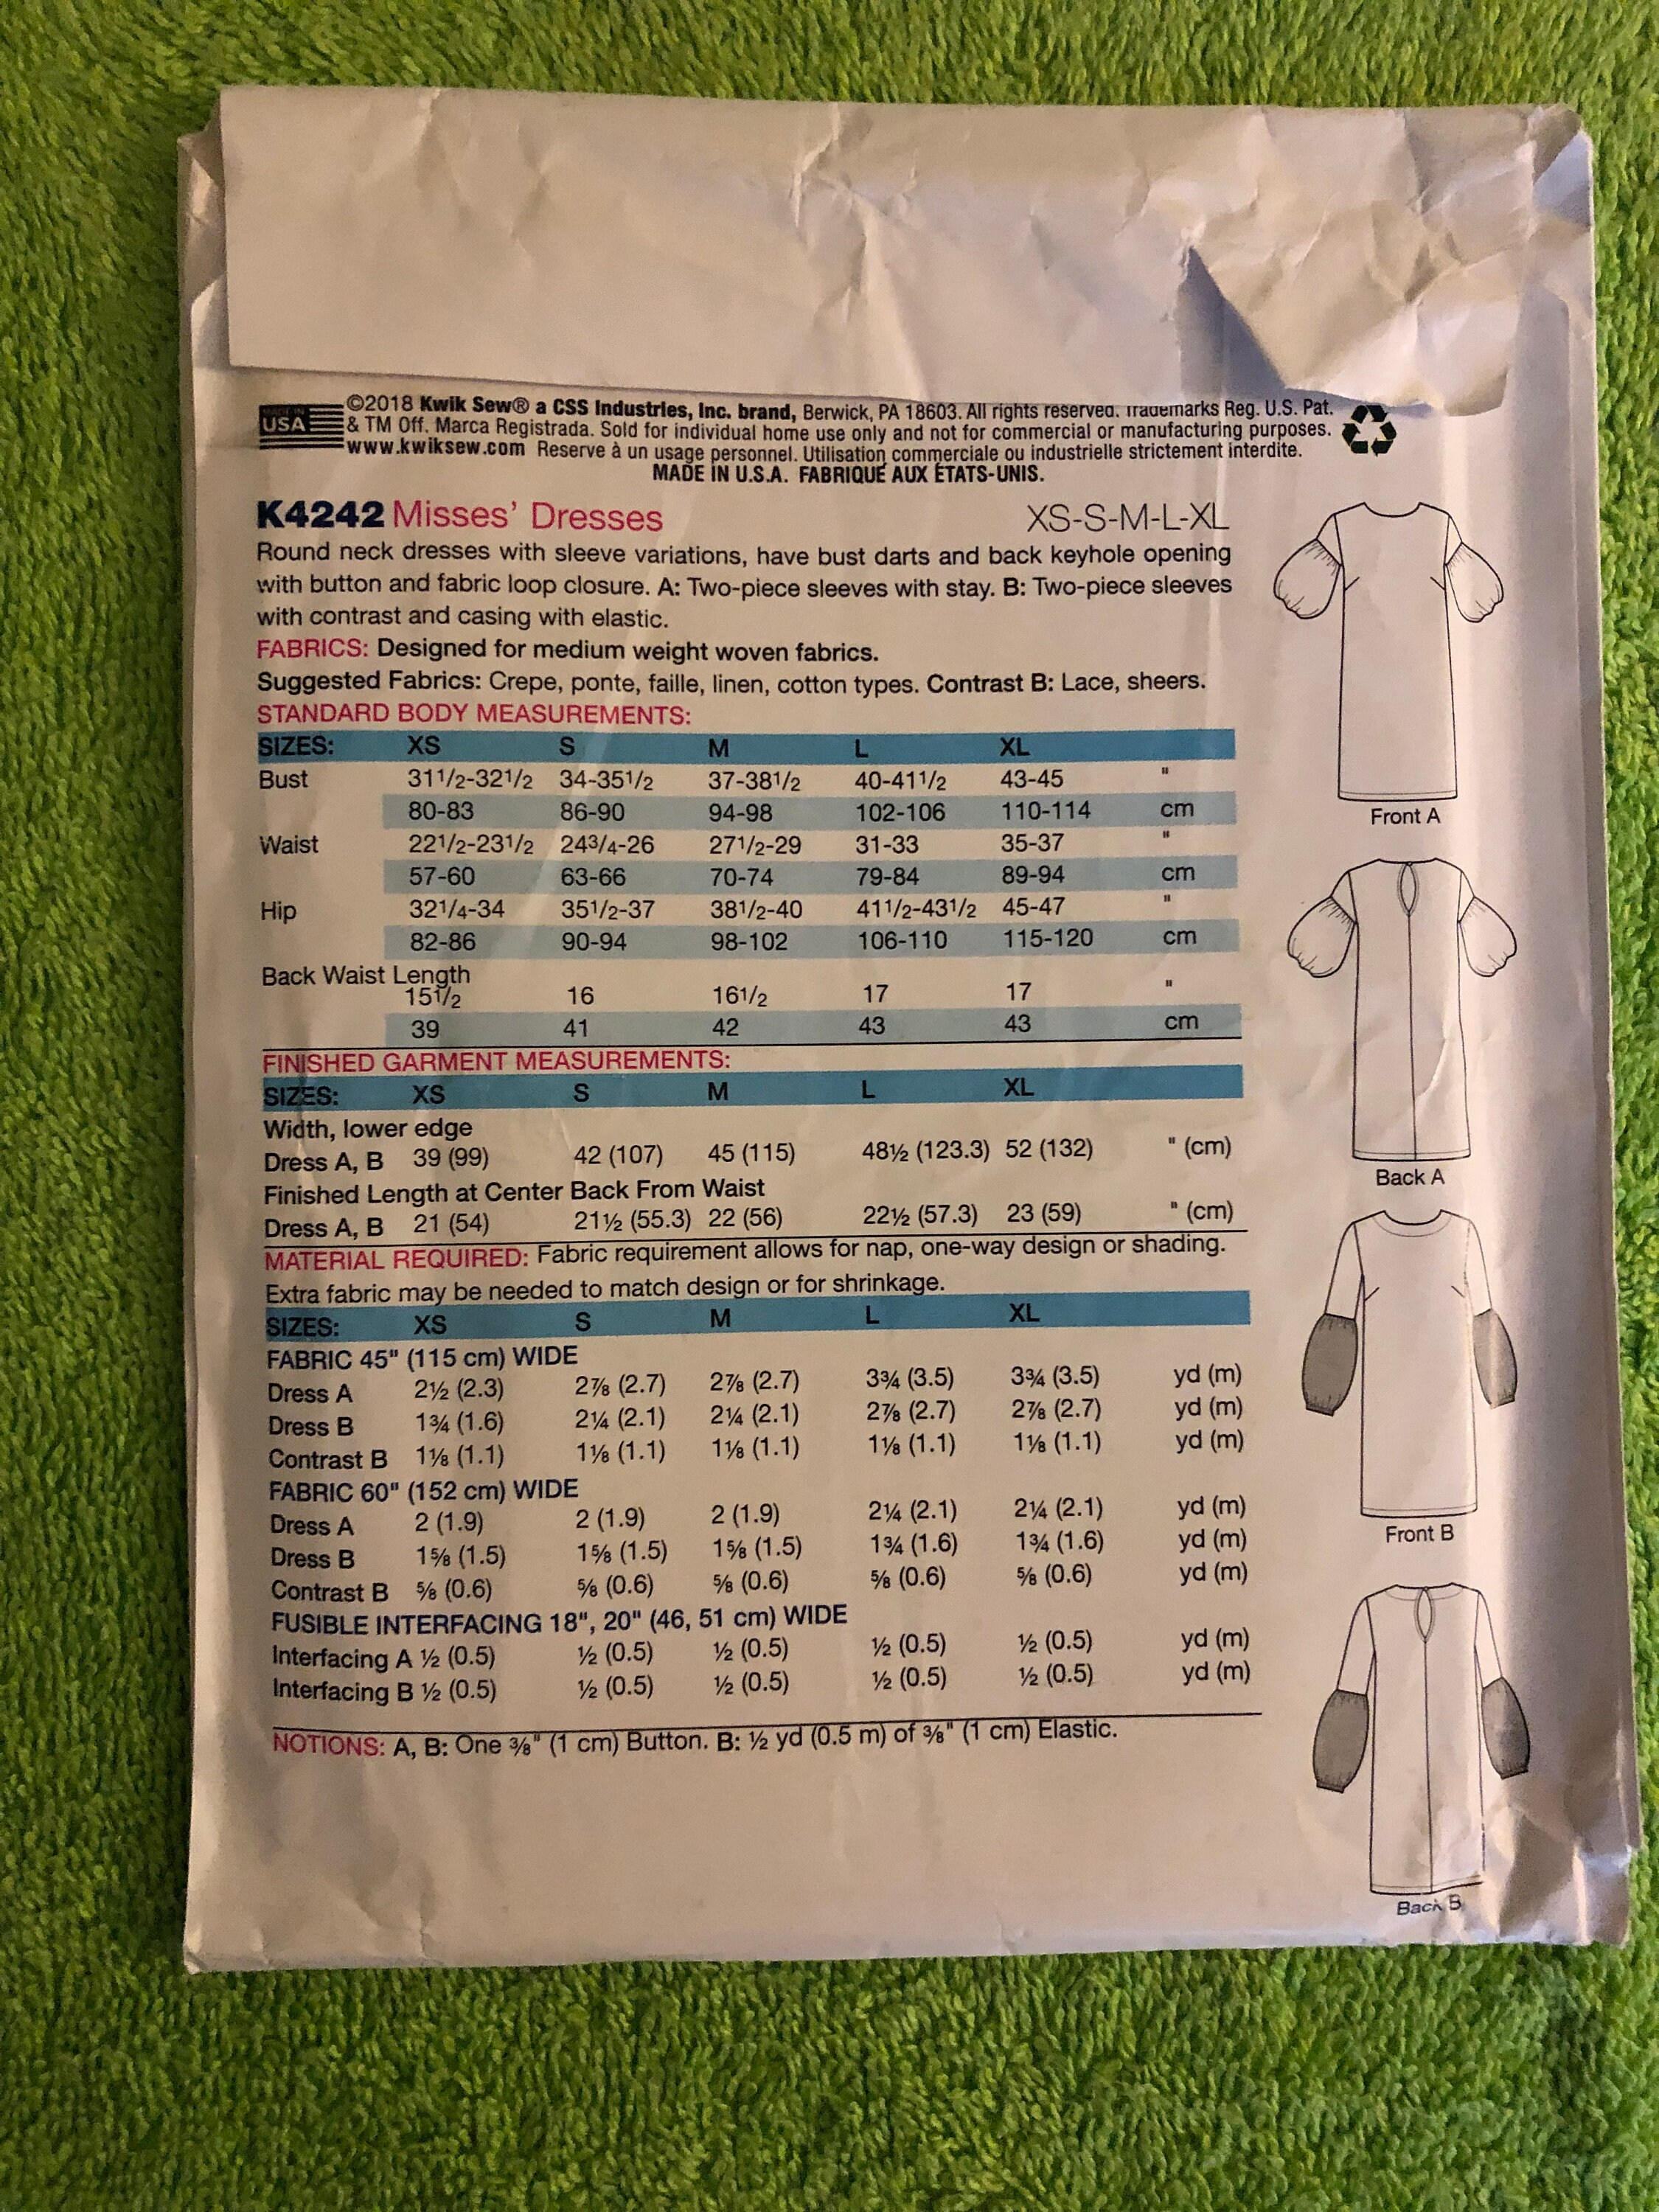 MADE IN
USA
©2018 Kwik Sew® a CSS Industries, Inc. brand, Berwick, PA 18603. All rights reserved. Trademarks Reg. U.S. Pat.
& TM Off. Marca Registrada. Sold for individual home use only and not for commercial or manufacturing purposes.
www.kwiksew.com Reserve à un usage personnel. Utilisation commerciale ou industrielle strictement interdite.
MADE IN U.S.A. FABRIQUÉ AUX ÉTATS-UNIS.
K4242 Misses' Dresses XS-S-M-L-XL
Round neck dresses with sleeve variations, have bust darts and back keyhole opening
with button and fabric loop closure. A: Two-piece sleeves with stay. B: Two-piece sleeves
with contrast and casing with elastic.
FABRICS: Designed for medium weight woven fabrics.
Suggested Fabrics: Crepe, ponte, faille, linen, cotton types. Contrast B: Lace, sheers.
STANDARD BODY MEASUREMENTS:
SIZES: XS S M L XL
Bust 311/2-321/2 34-351/2 37-381/2 40-411/2 43-45 "
80-83 86-90 94-98 102-106 110-114 cm
Waist 221/2-231/2 243/4-26 271/2-29 31-33 35-37 "
57-60 63-66 70-74 79-84 89-94 cm
Hip 321/4-34 351/2-37 381/2-40 411/2-431/2 45-47 "
82-86 90-94 98-102 106-110 115-120 cm
Back Waist Length
151/2 16 161/2 17 17 "
39 41 42 43 43 cm
FINISHED GARMENT MEASUREMENTS:
SIZES: XS S M L XL
Width, lower edge
Dress A, B 39 (99) 42 (107) 45 (115) 48½ (123.3) 52 (132) " (cm)
Finished Length at Center Back From Waist
Dress A, B 21 (54) 21½ (55.3) 22 (56) 22½ (57.3) 23 (59) " (cm)
MATERIAL REQUIRED: Fabric requirement allows for nap, one-way design or shading.
Extra fabric may be needed to match design or for shrinkage.
SIZES: XS S M L XL
FABRIC 45" (115 cm) WIDE
Dress A 2½ (2.3) 2⅞ (2.7) 2⅞ (2.7) 3¾ (3.5) 3¾ (3.5) yd (m)
Dress B 1¾ (1.6) 2¼ (2.1) 2¼ (2.1) 2⅞ (2.7) 2⅞ (2.7) yd (m)
Contrast B 1⅛ (1.1) 1⅛ (1.1) 1⅛ (1.1) 1⅛ (1.1) 1⅛ (1.1) yd (m)
FABRIC 60" (152 cm) WIDE
Dress A 2 (1.9) 2 (1.9) 2 (1.9) 2¼ (2.1) 2¼ (2.1) yd (m)
Dress B 1⅝ (1.5) 1⅝ (1.5) 1⅝ (1.5) 1¾ (1.6) 1¾ (1.6) yd (m)
Contrast B ⅝ (0.6) ⅝ (0.6) ⅝ (0.6) ⅝ (0.6) ⅝ (0.6) yd (m)
FUSIBLE INTERFACING 18", 20" (46, 51 cm) WIDE
Interfacing A ½ (0.5) ½ (0.5) ½ (0.5) ½ (0.5) ½ (0.5) yd (m)
Interfacing B ½ (0.5) ½ (0.5) ½ (0.5) ½ (0.5) ½ (0.5) yd (m)
NOTIONS: A, B: One ⅜" (1 cm) Button. B: ½ yd (0.5 m) of ⅜" (1 cm) Elastic.
Front A
Back A
Front B
Back B